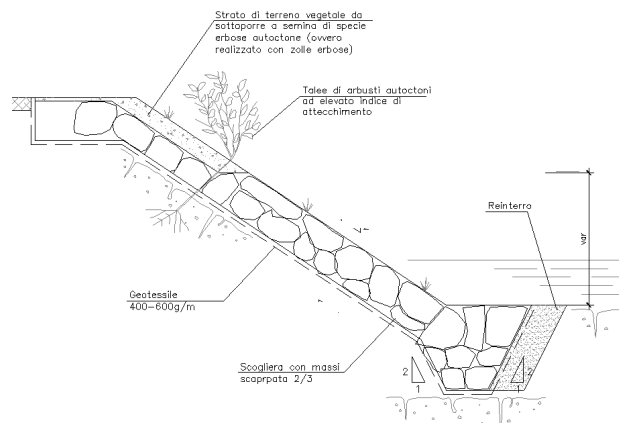 Strato di terreno vegetale da
sottoporre a semina di specie
erbose autoctone (ovvero
realizzato con zolle erbose)
Talee di arbusti autoctoni
ad elevato indice di
attecchimento
Reinterro
var
Geotessile
400-600g/m
Scogliera con massi
scaprpata 2/3
2
1
2
1